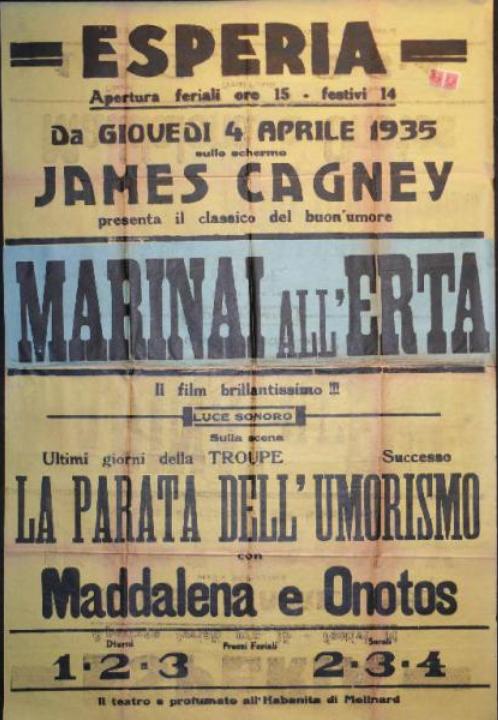 ESPERIA
Apertura feriali ore 15 - festivi 14
Da GIOVEDI 4 APRILE 1935
sullo schermo
JAMES CAGNEY
presenta il classico del buon'umore
MARINAI ALL'ERTA
Il film brillantissimo !!!
LUCE SONORO
Sulla scena
Ultimi giorni della TROUPE Successo
LA PARATA DELL'UMORISMO
con
Maddalena e Onotos
Diurni Prezzi Feriali Serali
1-2-3 2-3-4
Il teatro è profumato all'Habanita di Molinard